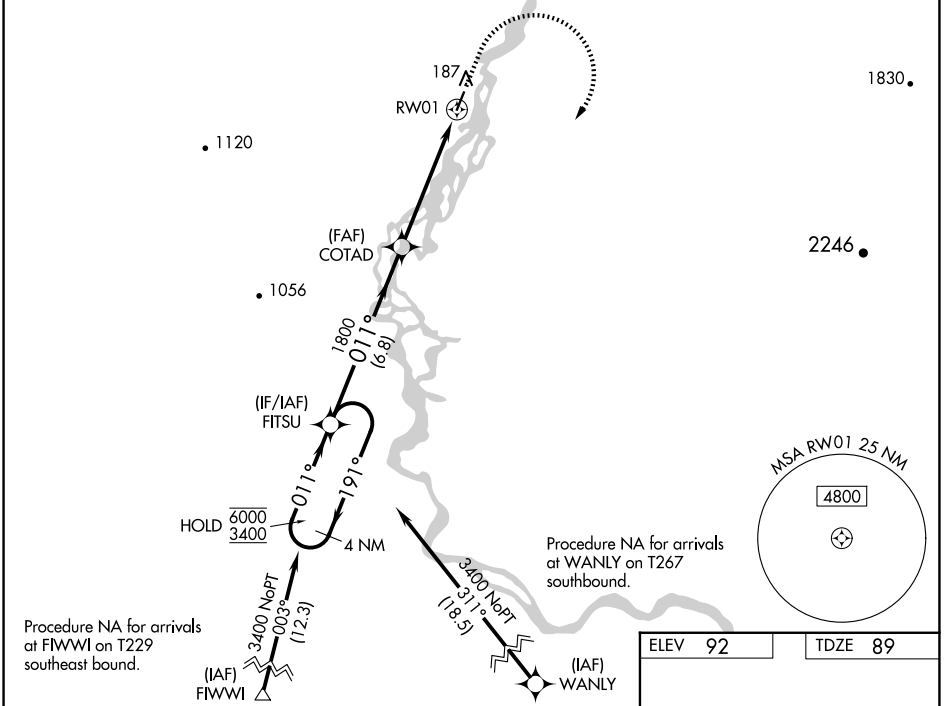 187
1830
RW01
1120
(FAF)
COTAD
2246
1056
1800
011°
(6.8)
(IF/IAF)
FITSU
MSA RW01 25 NM
4800
011°
191°
HOLD 6000
3400
4 NM
Procedure NA for arrivals
at WANLY on T267
southbound.
3400 NoPT
311°
(18.5)
3400 NoPT
003°
(12.3)
Procedure NA for arrivals
at FIWWI on T229
southeast bound.
(IAF)
FIWWI
(IAF)
WANLY
ELEV 92
TDZE 89